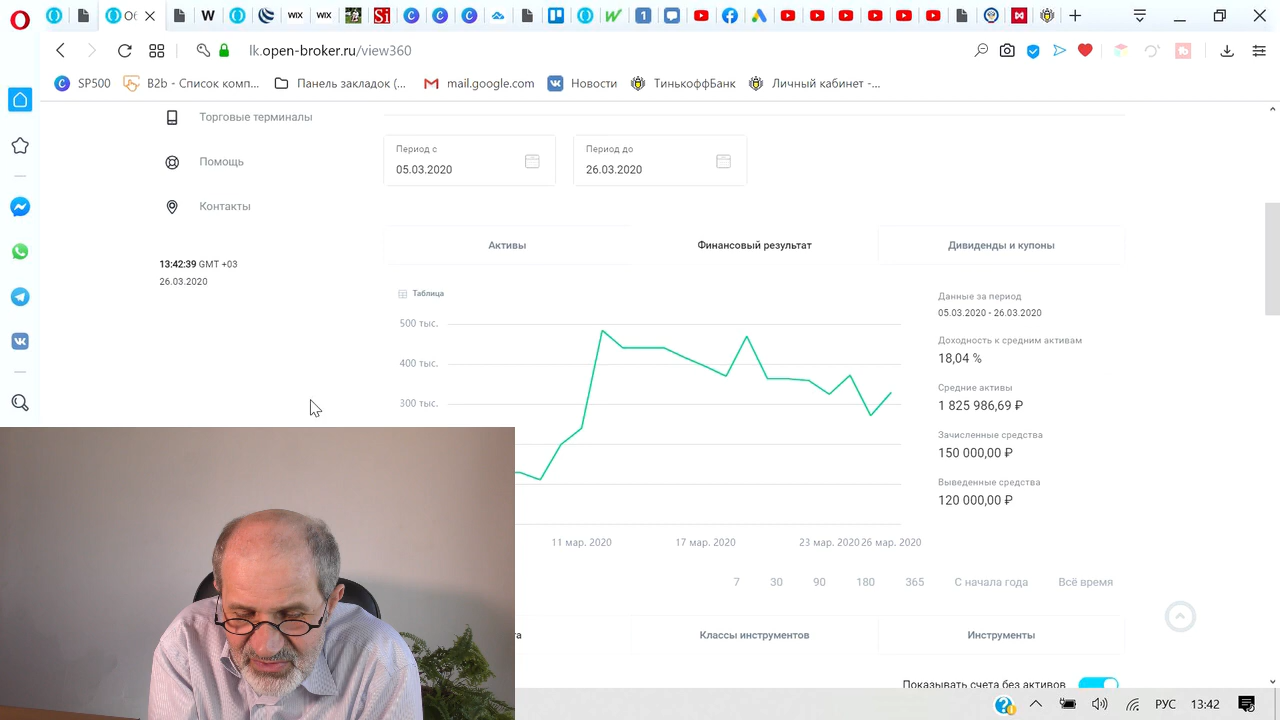 WIX WIX Si 1
lk.open-broker.ru/view360
SP500 B2b - Список комп... Панель закладок (... mail.google.com Новости ТинькоффБанк Личный кабинет -...
Торговые терминалы
Помощь
Контакты
13:42:39 GMT +03
26.03.2020
Период с
05.03.2020
Период до
26.03.2020
Активы Финансовый результат Дивиденды и купоны
Таблица
500 тыс.
400 тыс.
300 тыс.
11 мар. 2020 17 мар. 2020 23 мар. 2020 26 мар. 2020
Данные за период
05.03.2020 - 26.03.2020
Доходность к средним активам
18,04 %
Средние активы
1 825 986,69 ₽
Зачисленные средства
150 000,00 ₽
Выведенные средства
120 000,00 ₽
7 30 90 180 365 С начала года Всё время
та Классы инструментов Инструменты
Показывать счета без активов
РУС 13:42